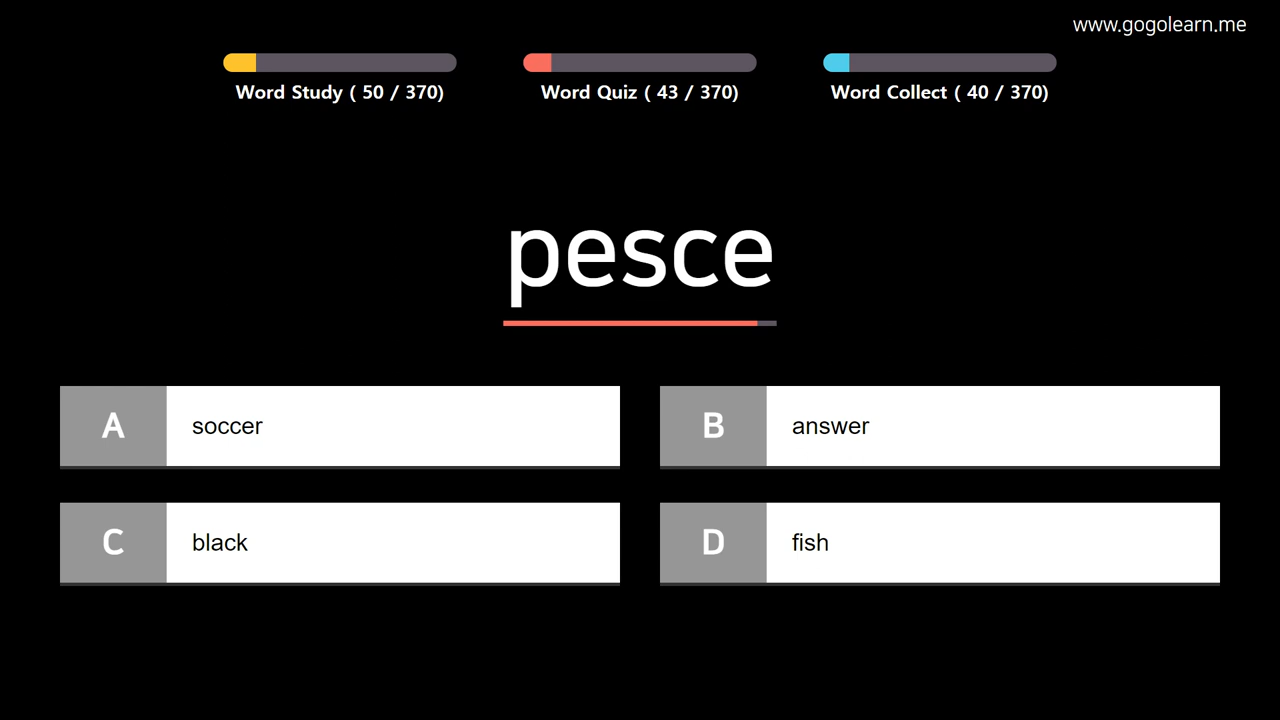 www.gogolearn.me
Word Study ( 50 / 370)
Word Quiz ( 43 / 370)
Word Collect ( 40 / 370)
pesce
A
soccer
B
answer
C
black
D
fish